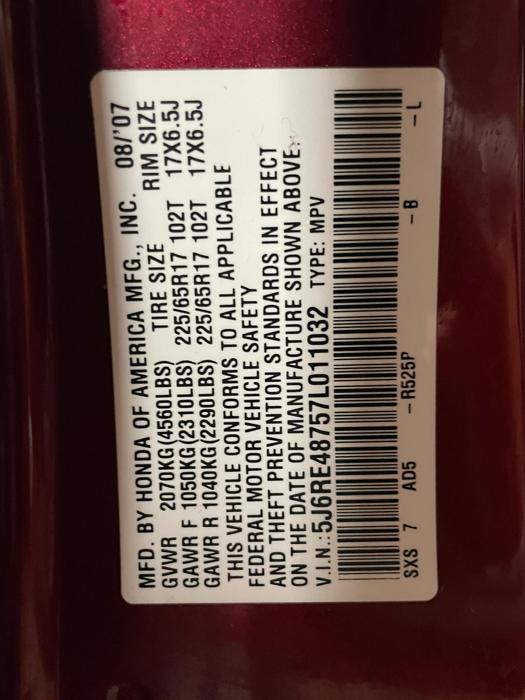 MFD. BY HONDA OF AMERICA MFG., INC. 08/'07
GVWR 2070KG(4560LBS) TIRE SIZE RIM SIZE
GAWR F 1050KG(2310LBS) 225/65R17 102T 17X6.5J
GAWR R 1040KG(2290LBS) 225/65R17 102T 17X6.5J
THIS VEHICLE CONFORMS TO ALL APPLICABLE
FEDERAL MOTOR VEHICLE SAFETY
AND THEFT PREVENTION STANDARDS IN EFFECT
ON THE DATE OF MANUFACTURE SHOWN ABOVE.
V.I.N.:5J6RE48757L011032 TYPE: MPV
SXS 7 AD5 - R525P - B - L